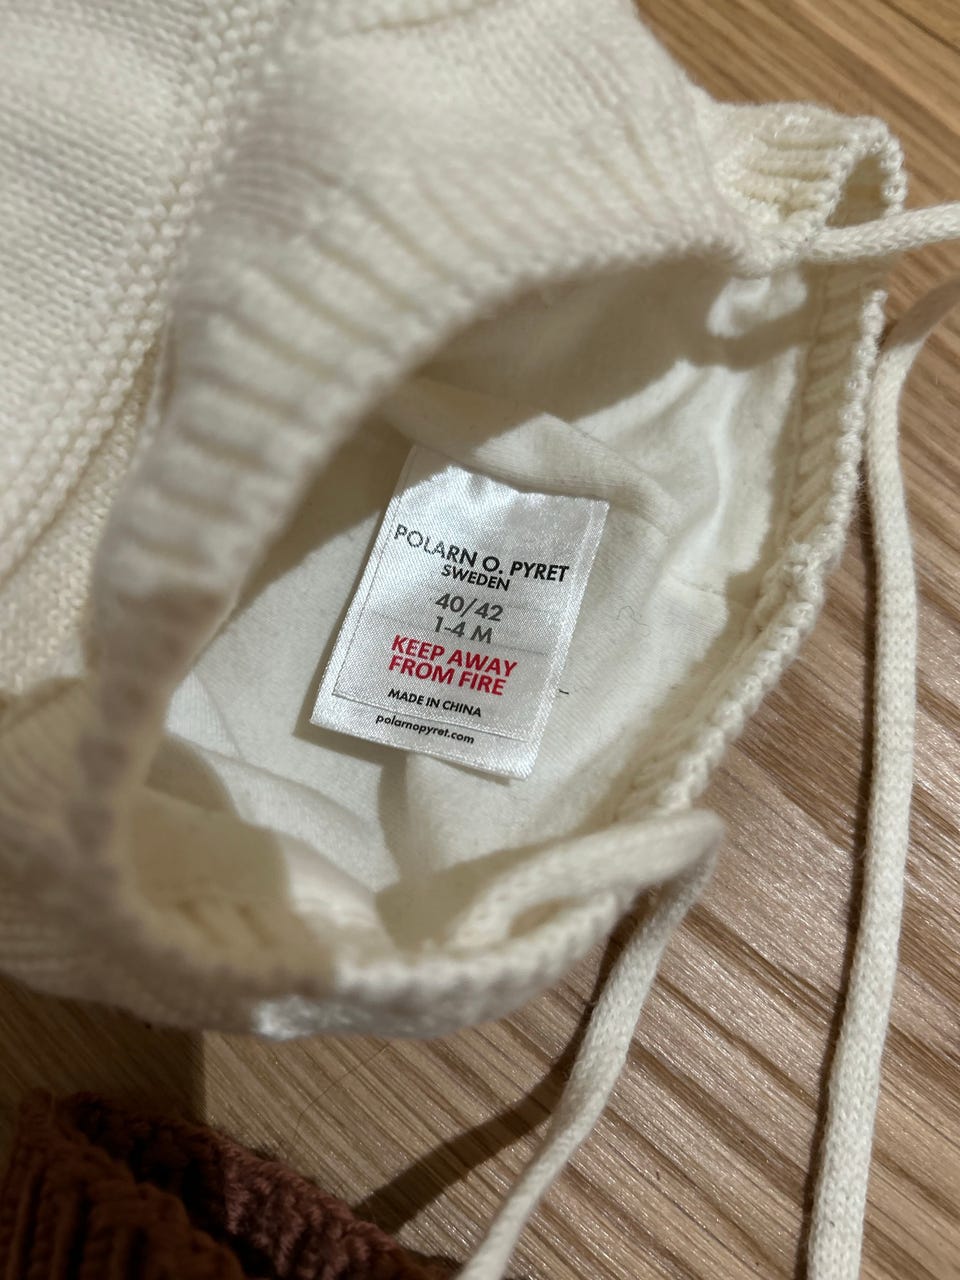 POLARN O. PYRET
SWEDEN
40/42
1-4 M
KEEP AWAY
FROM FIRE
MADE IN CHINA
polarnopyret.com